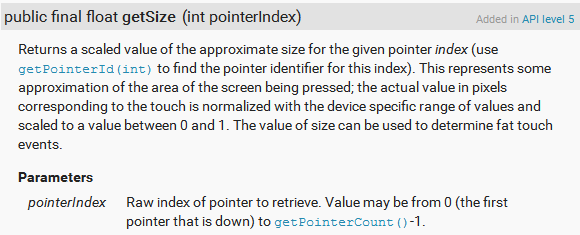 public final float getSize (int pointerIndex)
Added in API level 5
Returns a scaled value of the approximate size for the given pointer index (use
getPointerId(int) to find the pointer identifier for this index). This represents some
approximation of the area of the screen being pressed; the actual value in pixels
corresponding to the touch is normalized with the device specific range of values and
scaled to a value between 0 and 1. The value of size can be used to determine fat touch
events.
Parameters
pointerIndex Raw index of pointer to retrieve. Value may be from 0 (the first
pointer that is down) to getPointerCount()-1.